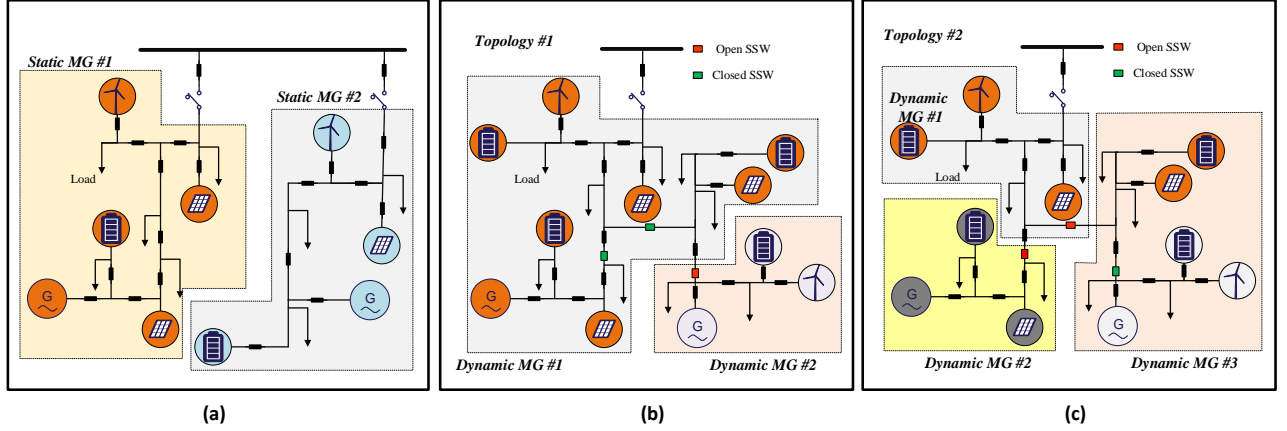 Static MG #1
Static MG #2
Load
G
G
(a)
Topology #1
Open SSW
Closed SSW
Load
G
G
Dynamic MG #1
Dynamic MG #2
(b)
Topology #2
Open SSW
Closed SSW
Dynamic
MG #1
Load
G
G
Dynamic MG #2
Dynamic MG #3
(c)